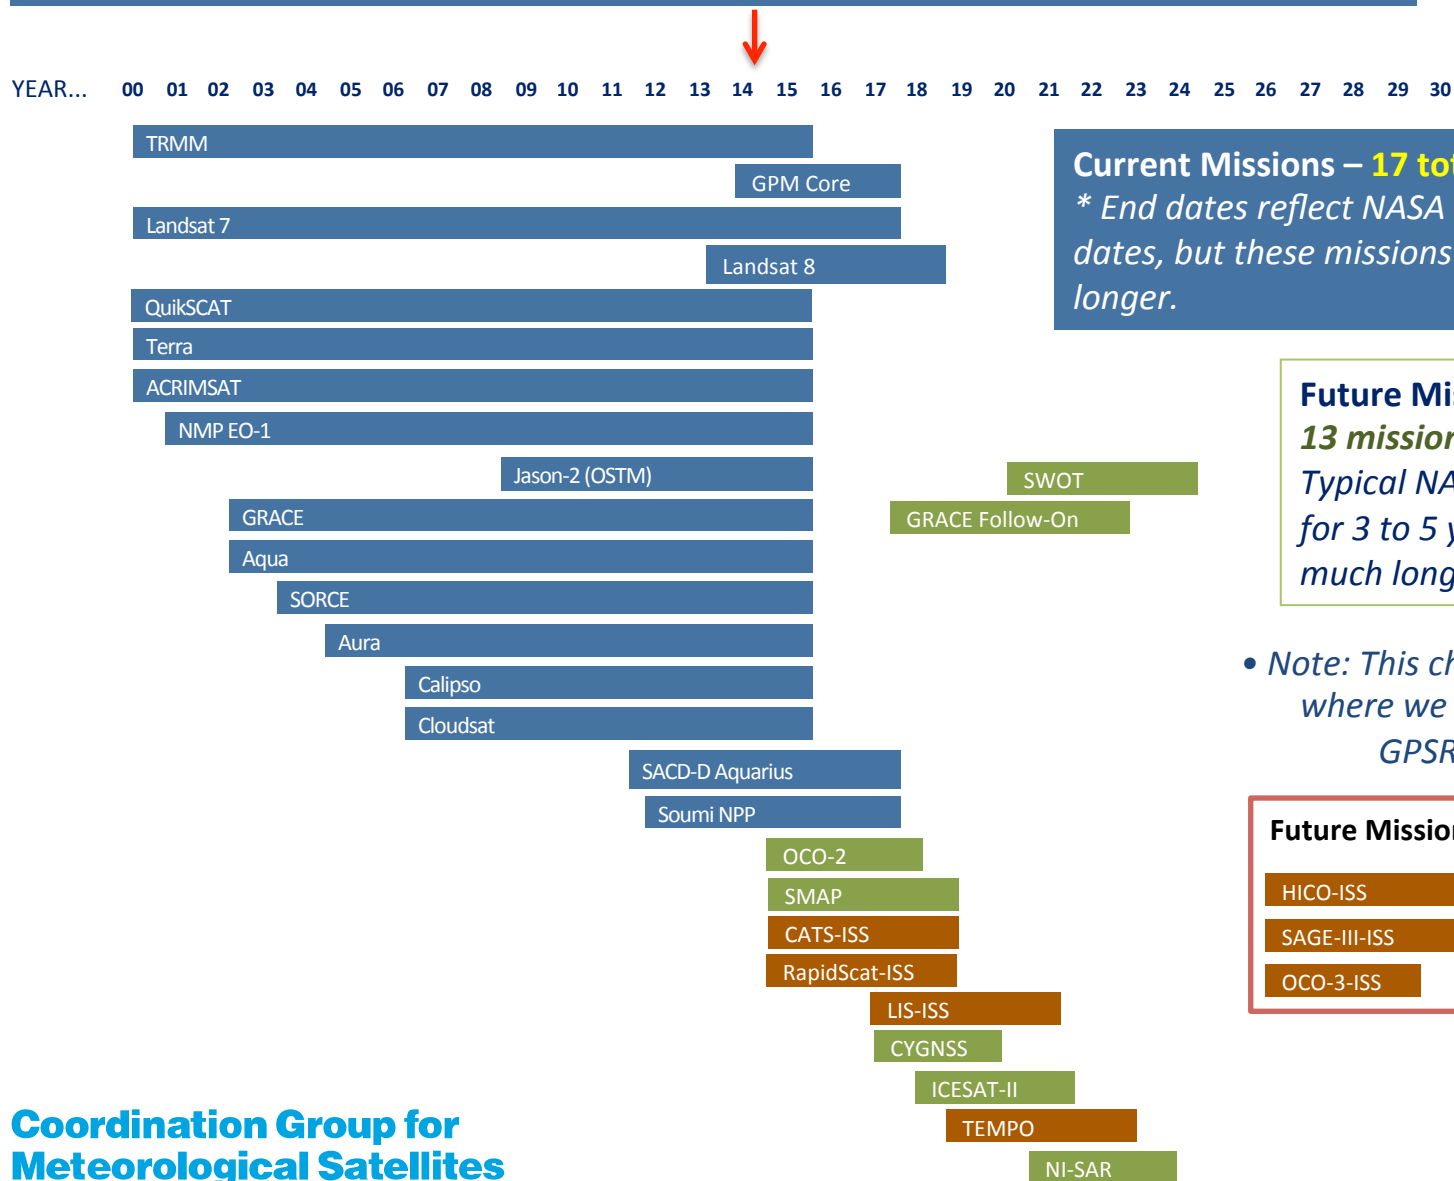 YEAR... 00 01 02 03 04 05 06 07 08 09 10 11 12 13 14 15 16 17 18 19 20 21 22 23 24 25 26 27 28 29 30
TRMM
GPM Core
Landsat 7
Landsat 8
QuikSCAT
Terra
ACRIMSAT
NMP EO-1
Jason-2 (OSTM)
SWOT
GRACE
GRACE Follow-On
Aqua
SORCE
Aura
Calipso
Cloudsat
SACD-D Aquarius
Soumi NPP
OCO-2
SMAP
CATS-ISS
RapidScat-ISS
LIS-ISS
CYGNSS
ICESAT-II
TEMPO
NI-SAR
Current Missions – 17
* End dates reflect NASA
dates, but these missions
longer.
Future
13
Typical
for 3 to 5
much
• Note: This
where we
HICO-ISS
SAGE-III-ISS
OCO-3-ISS
Coordination Group for
Meteorological Satellites